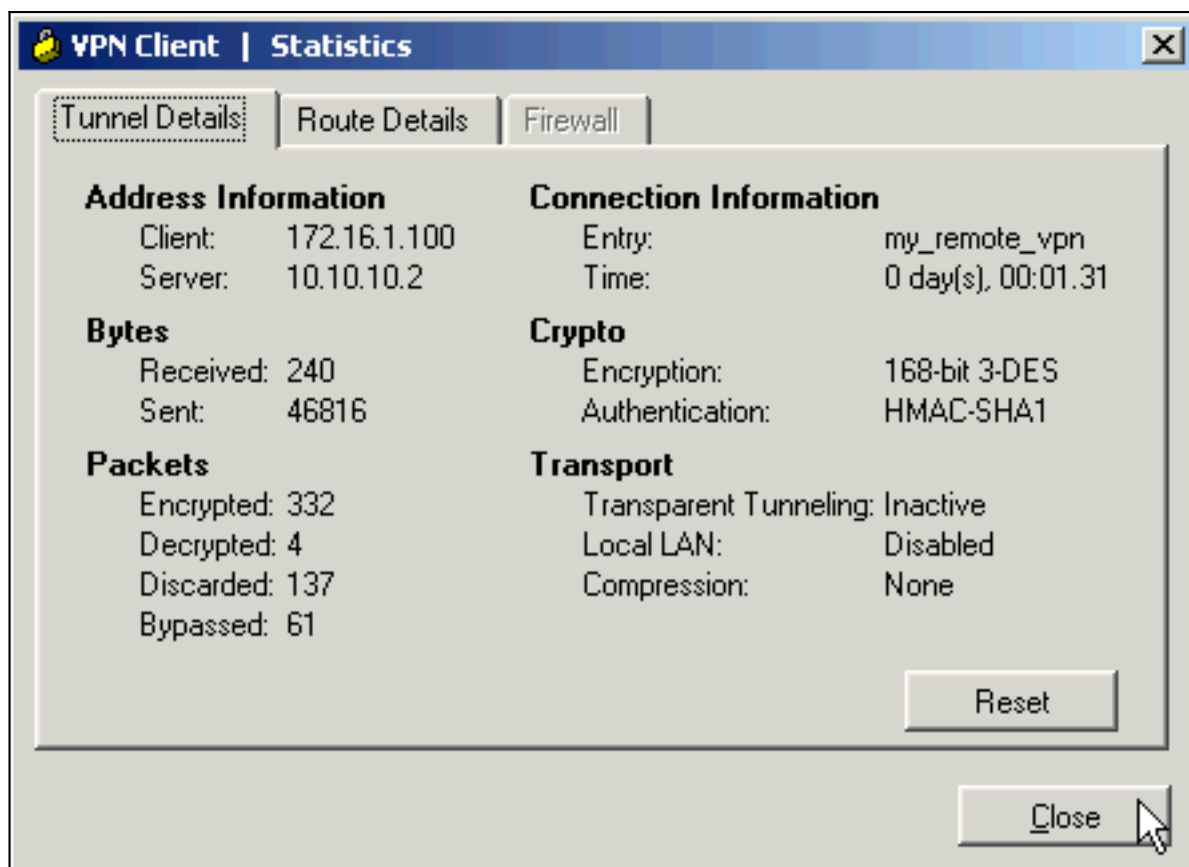 VPN Client | Statistics
Tunnel Details
Route Details
Firewall
Address Information
Client: 172.16.1.100
Server: 10.10.10.2
Bytes
Received: 240
Sent: 46816
Packets
Encrypted: 332
Decrypted: 4
Discarded: 137
Bypassed: 61
Connection Information
Entry: my_remote_vpn
Time: 0 day(s), 00:01.31
Crypto
Encryption: 168-bit 3-DES
Authentication: HMAC-SHA1
Transport
Transparent Tunneling: Inactive
Local LAN: Disabled
Compression: None
Reset
Close